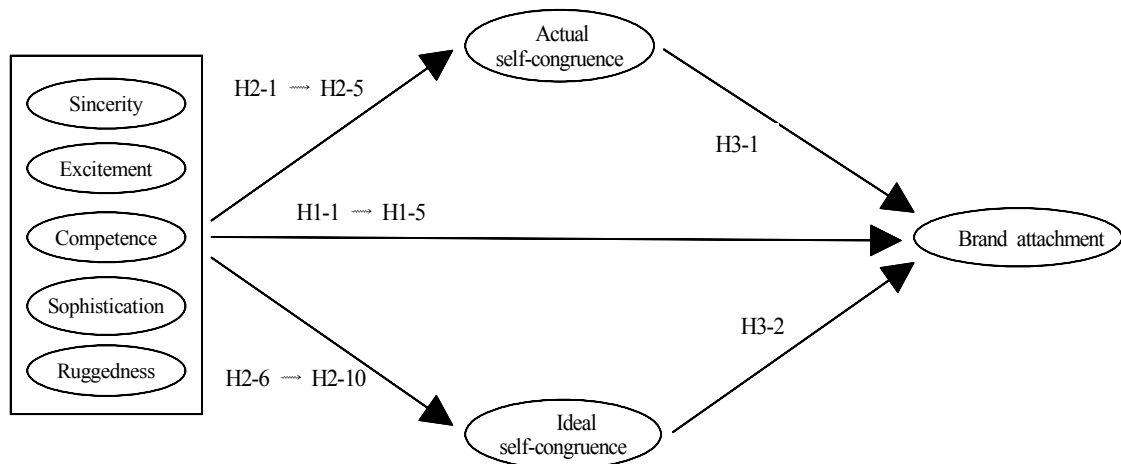 Actual
self-congruence
Sincerity
H2-1 → H2-5
Excitement
H3-1
H1-1 → H1-5
Competence
Brand attachment
Sophistication
H3-2
Ruggedness
H2-6 → H2-10
Ideal
self-congruence